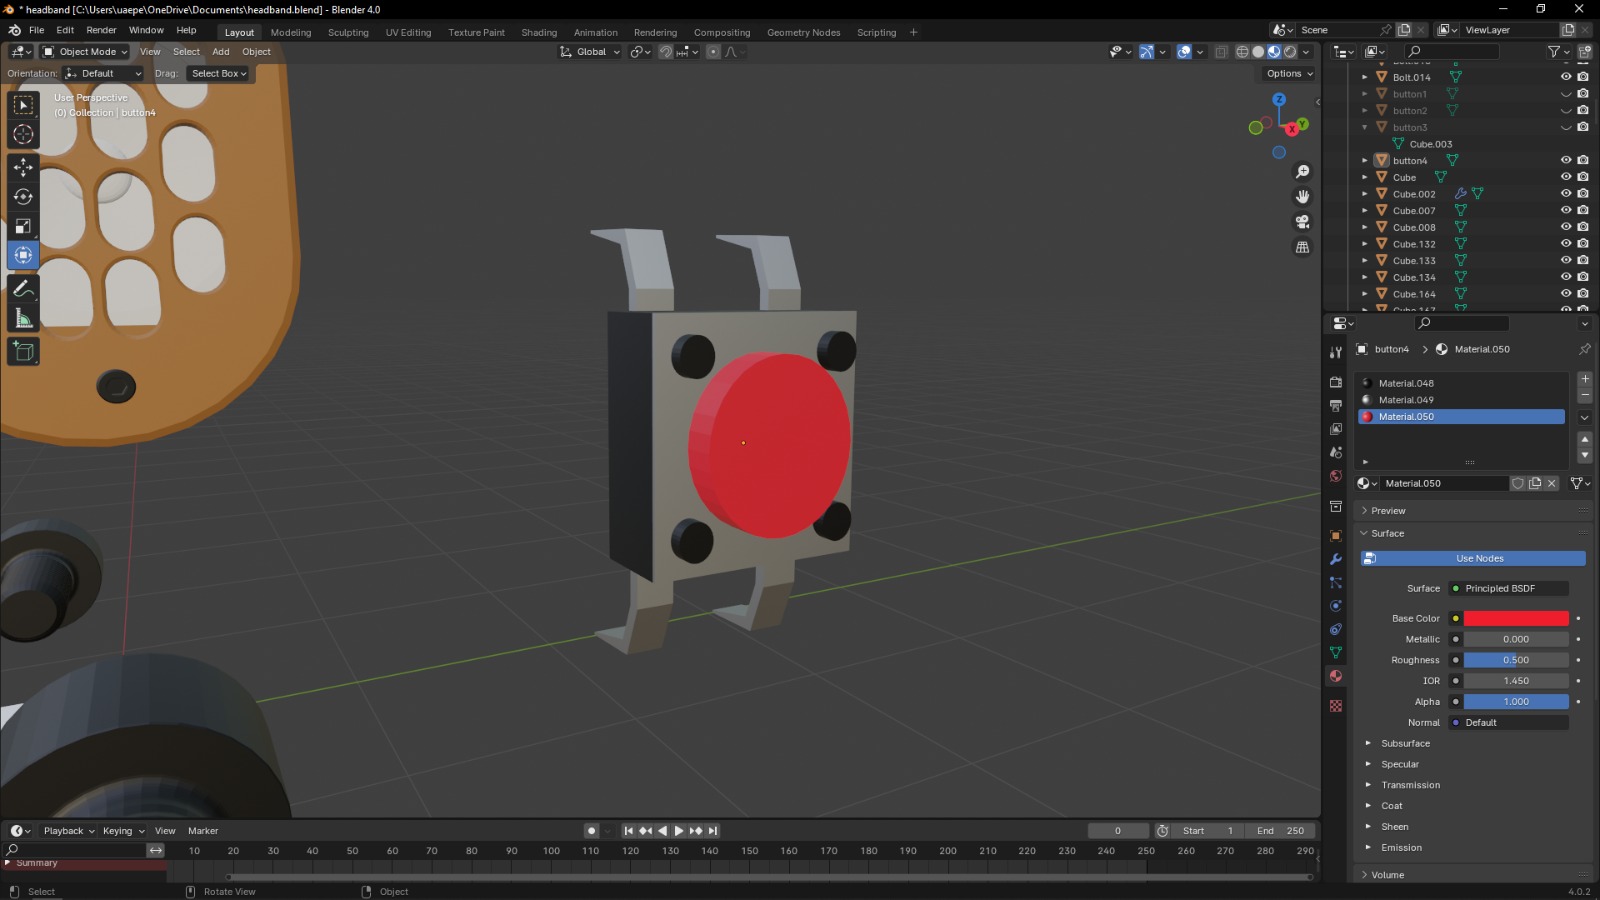 * headband [C:\Users\uaepe\OneDrive\Documents\headband.blend] - Blender 4.0
File Edit Render Window Help Layout Modeling Sculpting UV Editing Texture Paint Shading Animation Rendering Compositing Geometry Nodes Scripting + Scene ViewLayer
Object Mode View Select Add Object Global
Orientation: Default Drag: Select Box Options
User Perspective
(0) Collection | button4
Z
Y
X
Bolt.014
button1
button2
button3
Cube.003
button4
Cube
Cube.002
Cube.007
Cube.008
Cube.132
Cube.133
Cube.134
Cube.164
button4 > Material.050
Material.048
Material.049
Material.050
Material.050
Preview
Surface
Use Nodes
Surface Principled BSDF
Base Color
Metallic 0.000
Roughness 0.500
IOR 1.450
Alpha 1.000
Normal Default
Subsurface
Specular
Transmission
Coat
Sheen
Emission
Volume
Playback Keying View Marker 0 Start 1 End 250
10 20 30 40 50 60 70 80 90 100 110 120 130 140 150 160 170 180 190 200 210 220 230 240 250 260 270 280 290
Summary
Select Rotate View Object 4.0.2